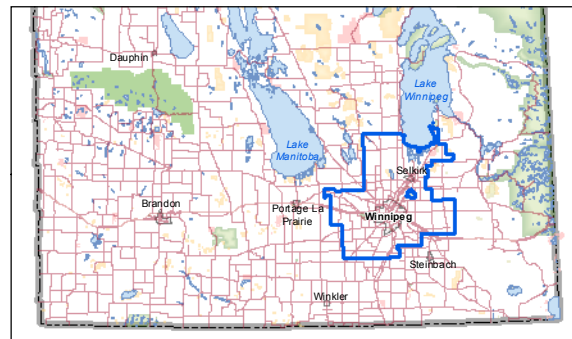 Dauphin
Lake
Winnipeg
Lake
Manitoba
Selkirk
Brandon
Portage La
Prairie
Winnipeg
Steinbach
Winkler